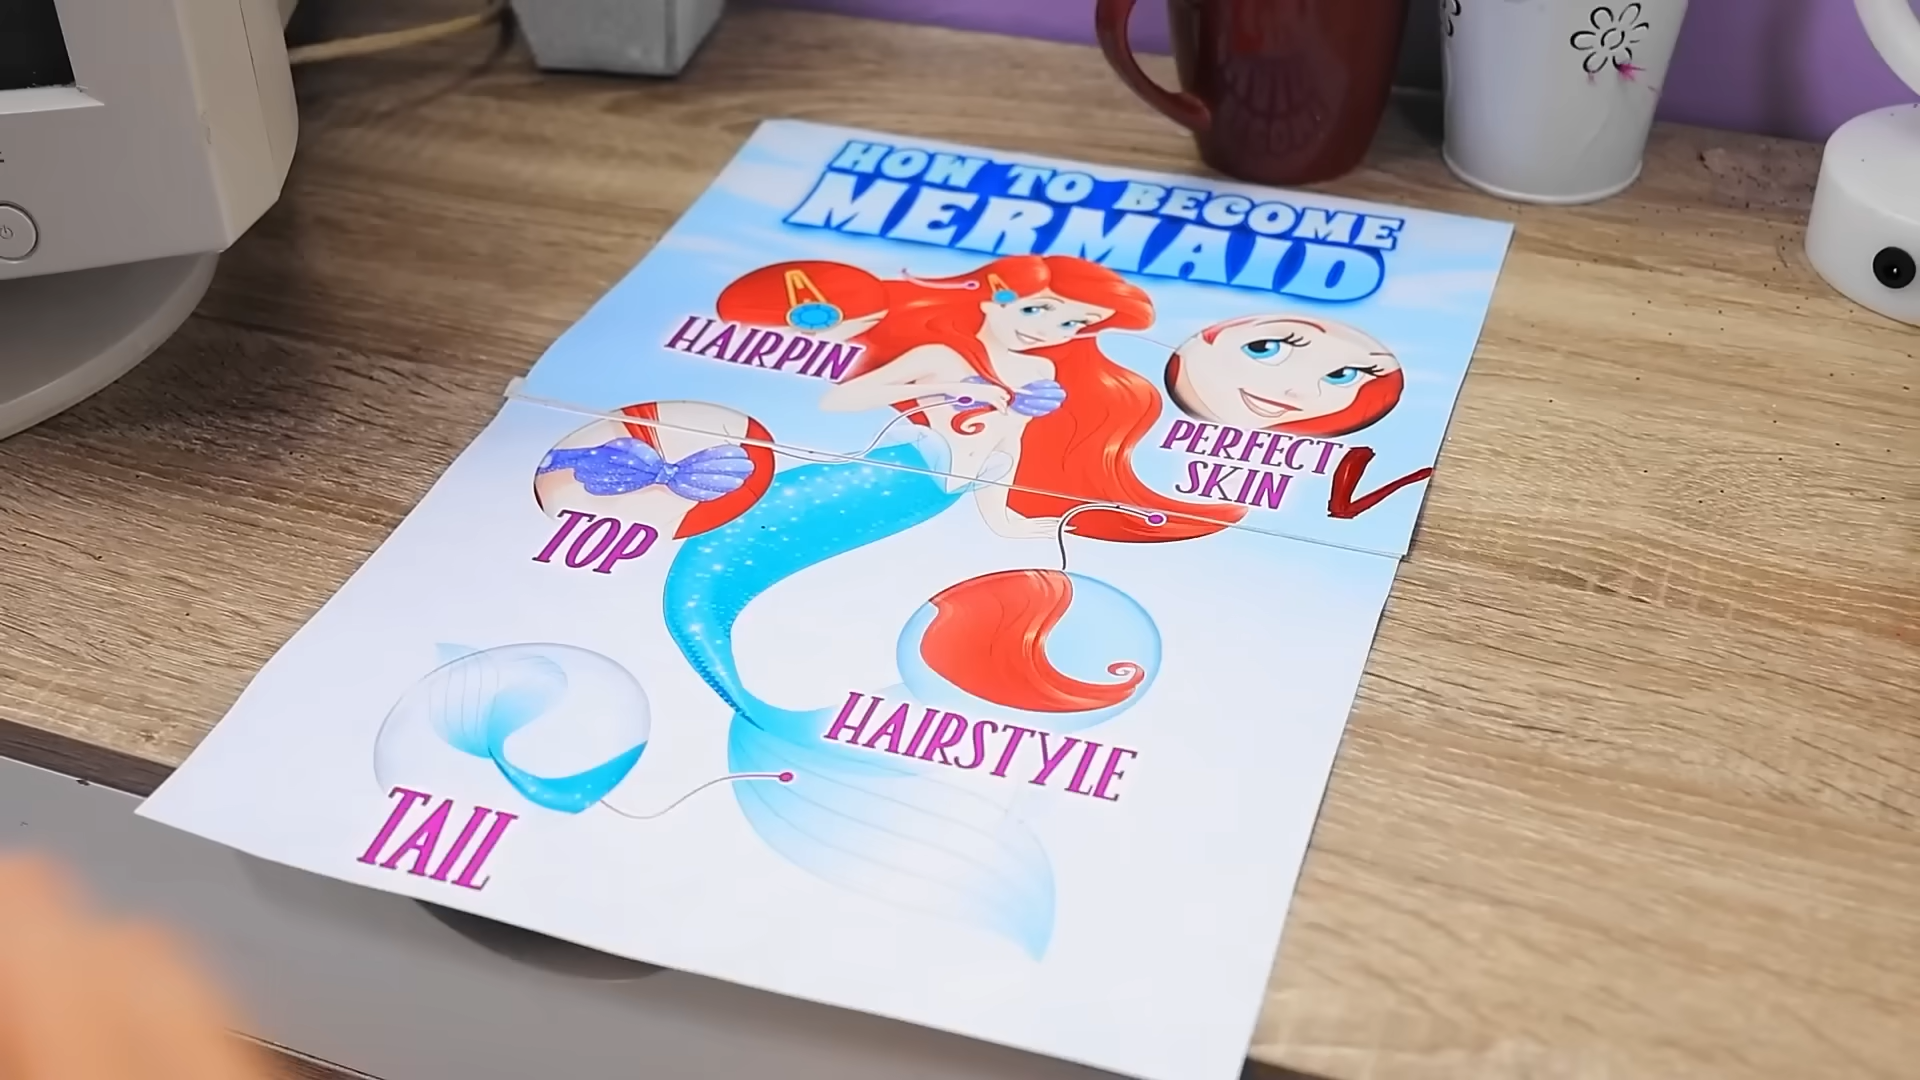 HOW TO BECOME
MERMAID
HAIRPIN
PERFECT
SKIN
TOP
HAIRSTYLE
TAIL